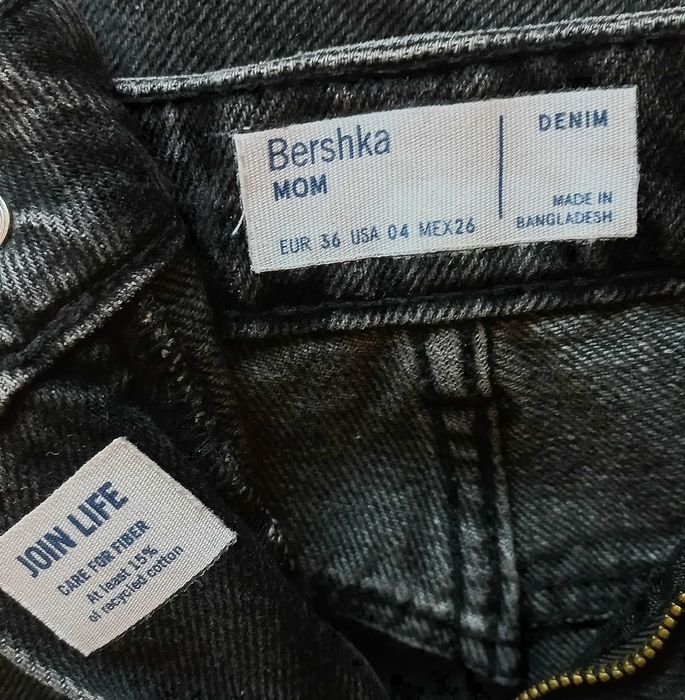 Bershka
MOM
EUR 36 USA 04 MEX26
DENIM
MADE IN
BANGLADESH
JOIN LIFE
CARE FOR FIBER
At least 15%
of recycled cotton